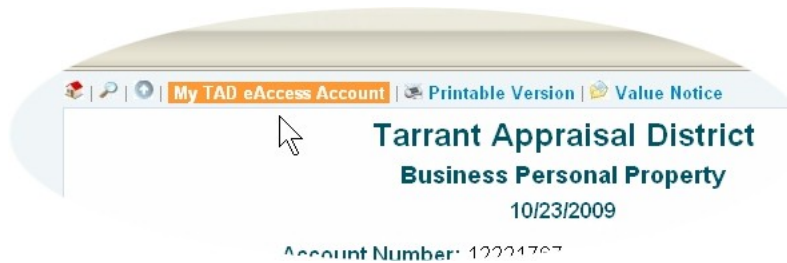 | | | My TAD eAccess Account | Printable Version | Value Notice
Tarrant Appraisal District
Business Personal Property
10/23/2009
Account Number: